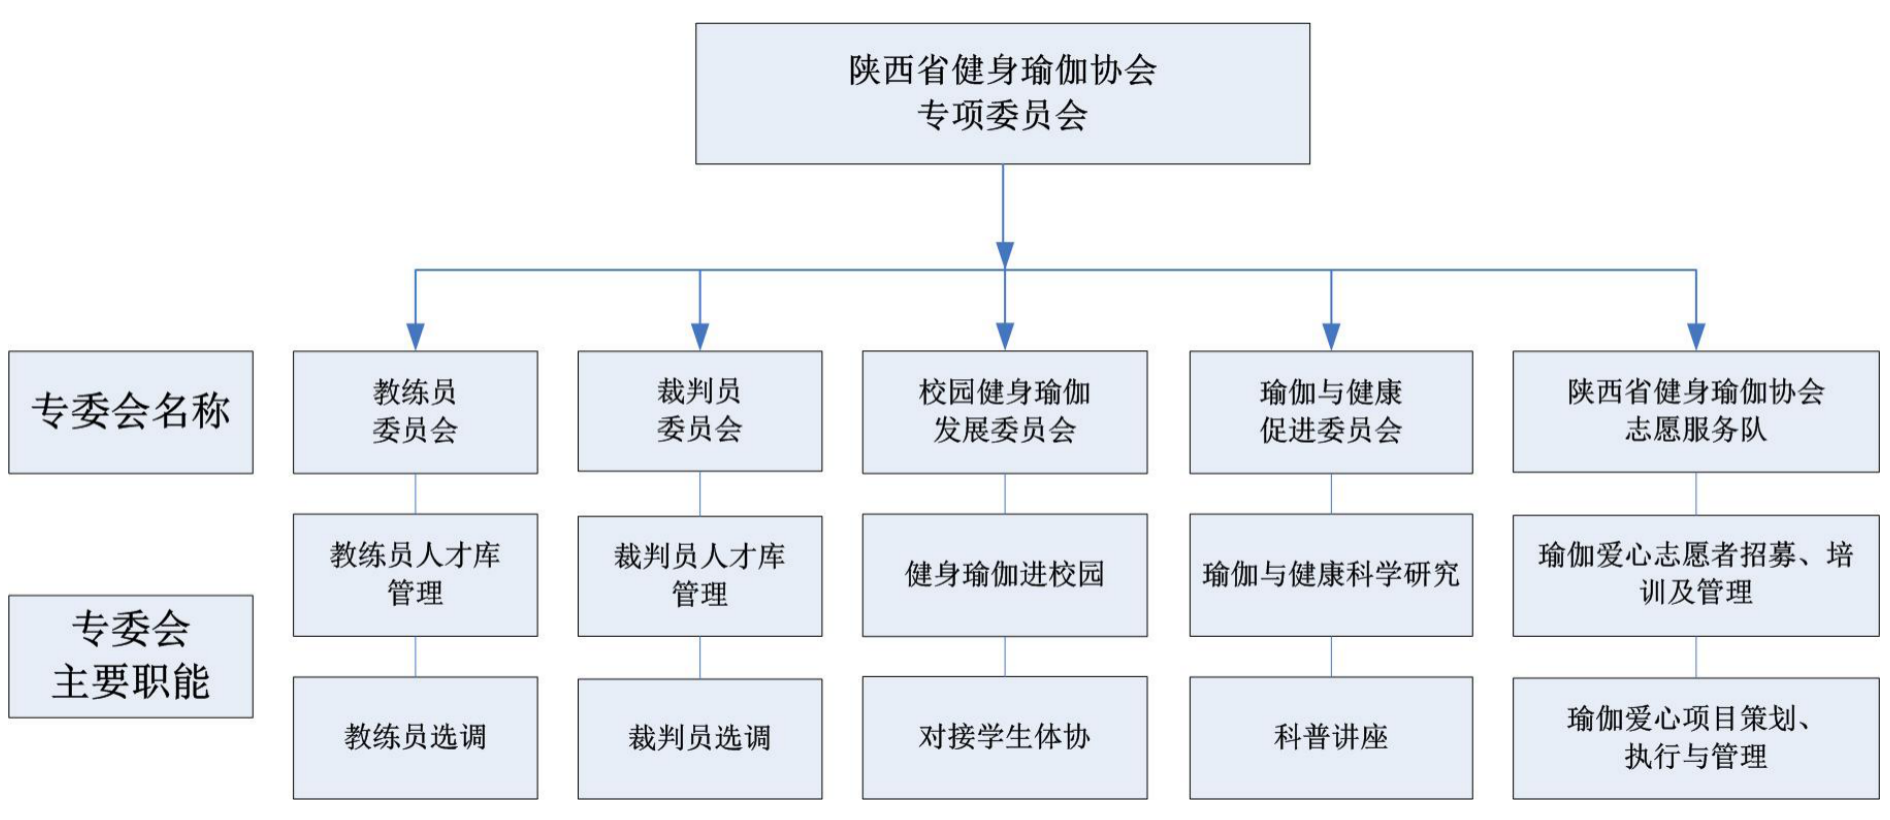 陕西省健身瑜伽协会
专项委员会
专委会名称
教练员
委员会
裁判员
委员会
校园健身瑜伽
发展委员会
瑜伽与健康
促进委员会
陕西省健身瑜伽协会
志愿服务队
专委会
主要职能
教练员人才库
管理
裁判员人才库
管理
健身瑜伽进校园
瑜伽与健康科学研究
瑜伽爱心志愿者招募、培
训及管理
教练员选调
裁判员选调
对接学生体协
科普讲座
瑜伽爱心项目策划、
执行与管理